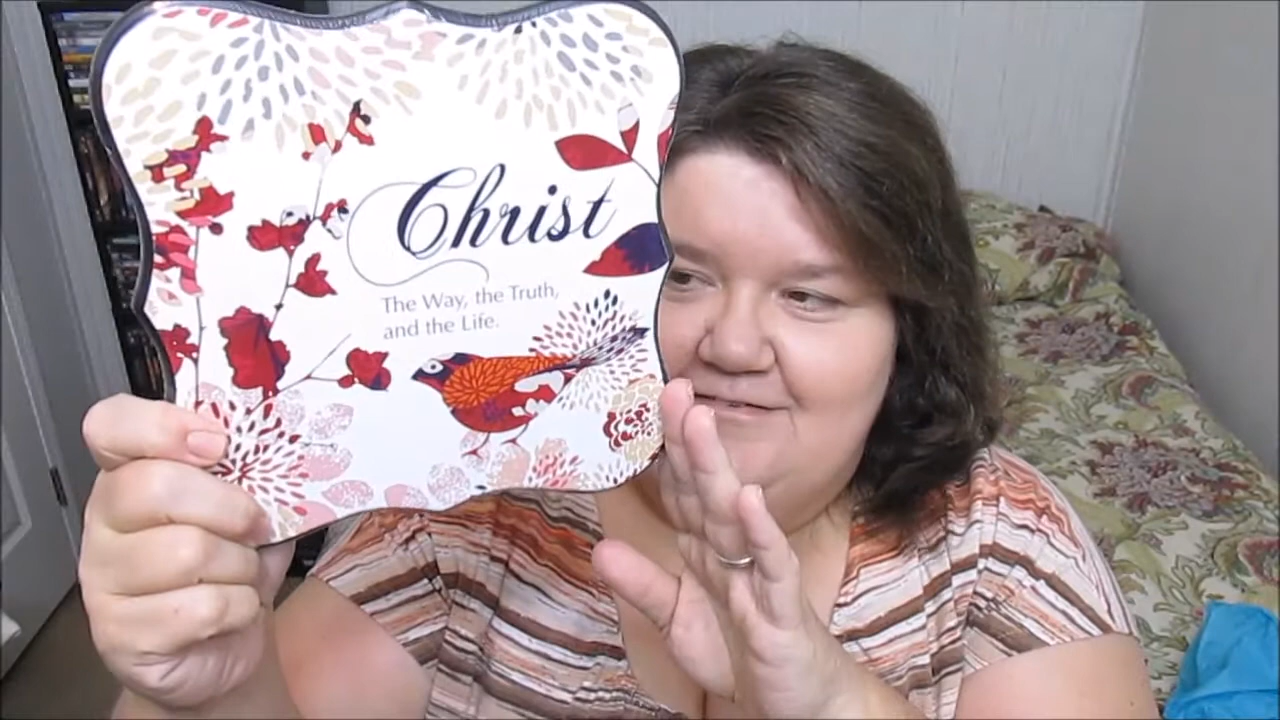 Christ
The Way, the Truth,
and the Life.